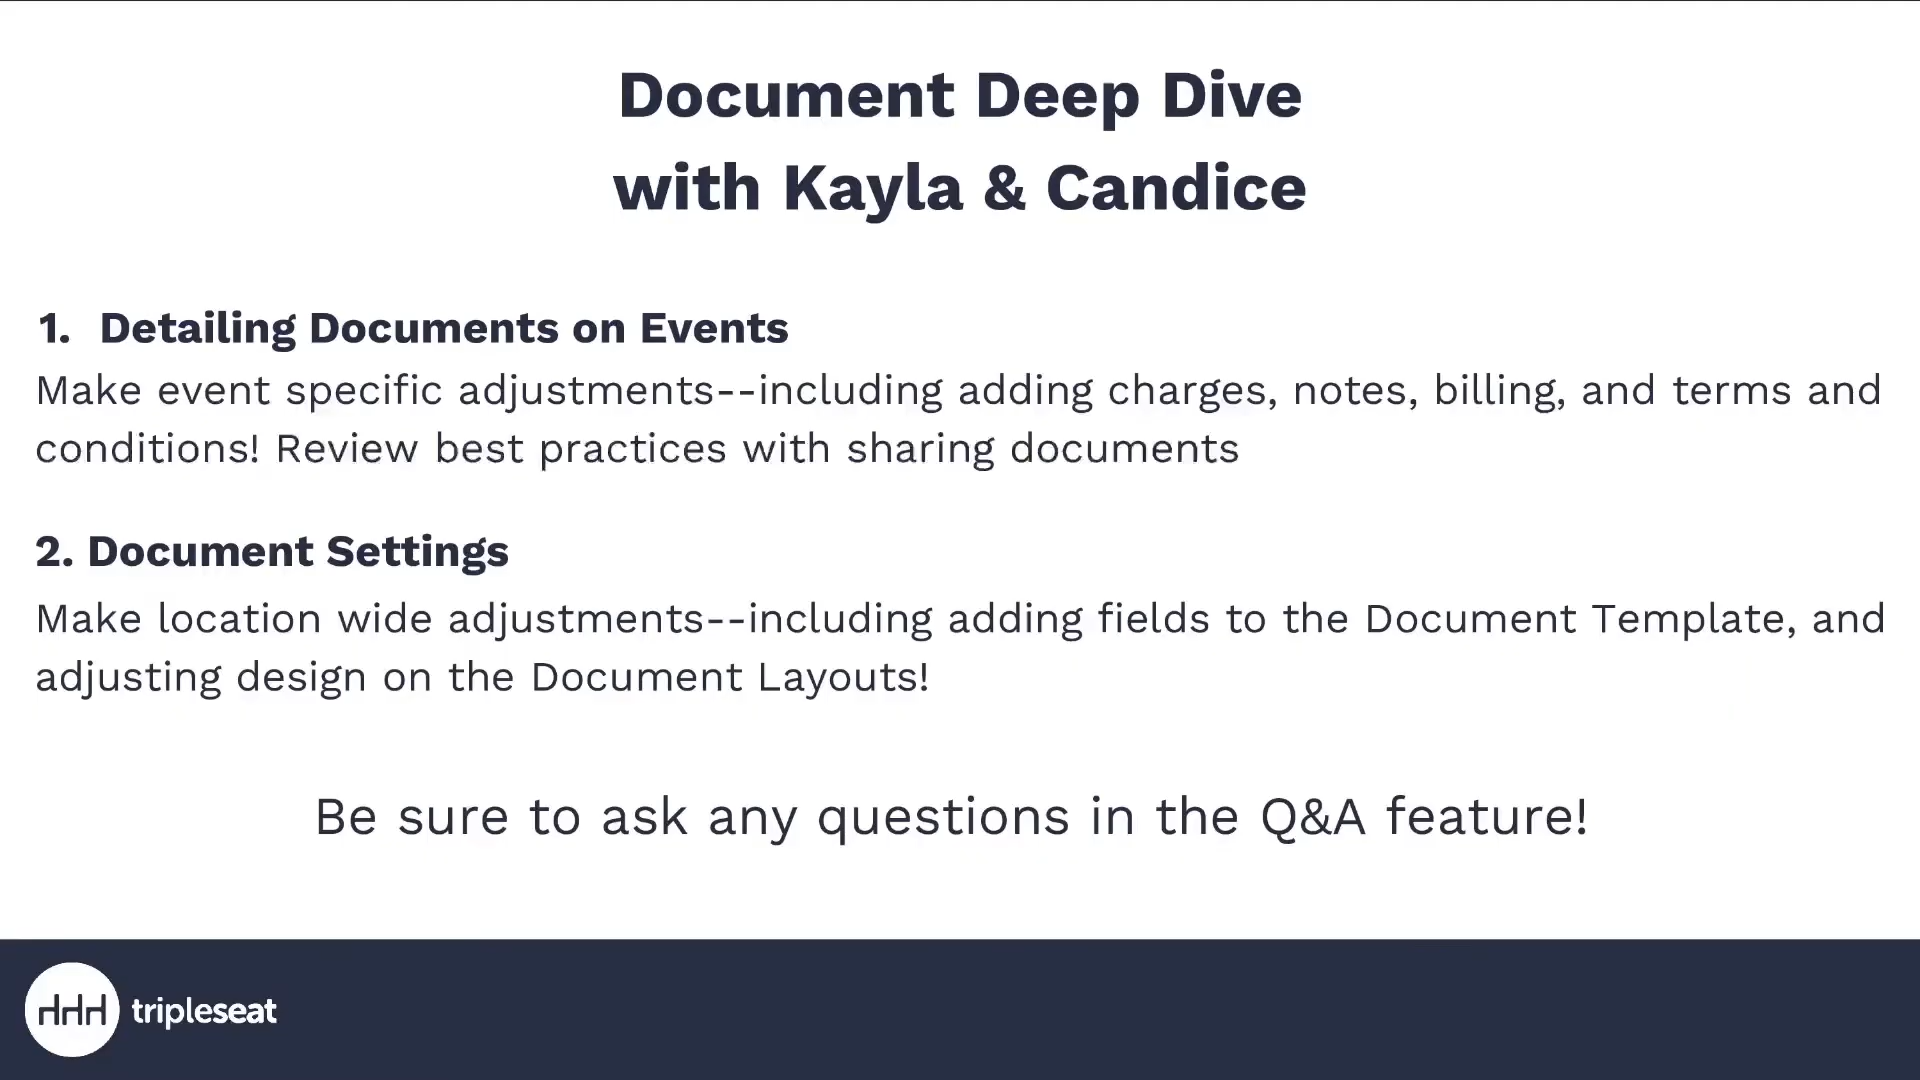 Document Deep Dive
with Kayla & Candice
1. Detailing Documents on Events
Make event specific adjustments--including adding charges, notes, billing, and terms and
conditions! Review best practices with sharing documents
2. Document Settings
Make location wide adjustments--including adding fields to the Document Template, and
adjusting design on the Document Layouts!
Be sure to ask any questions in the Q&A feature!
tripleseat